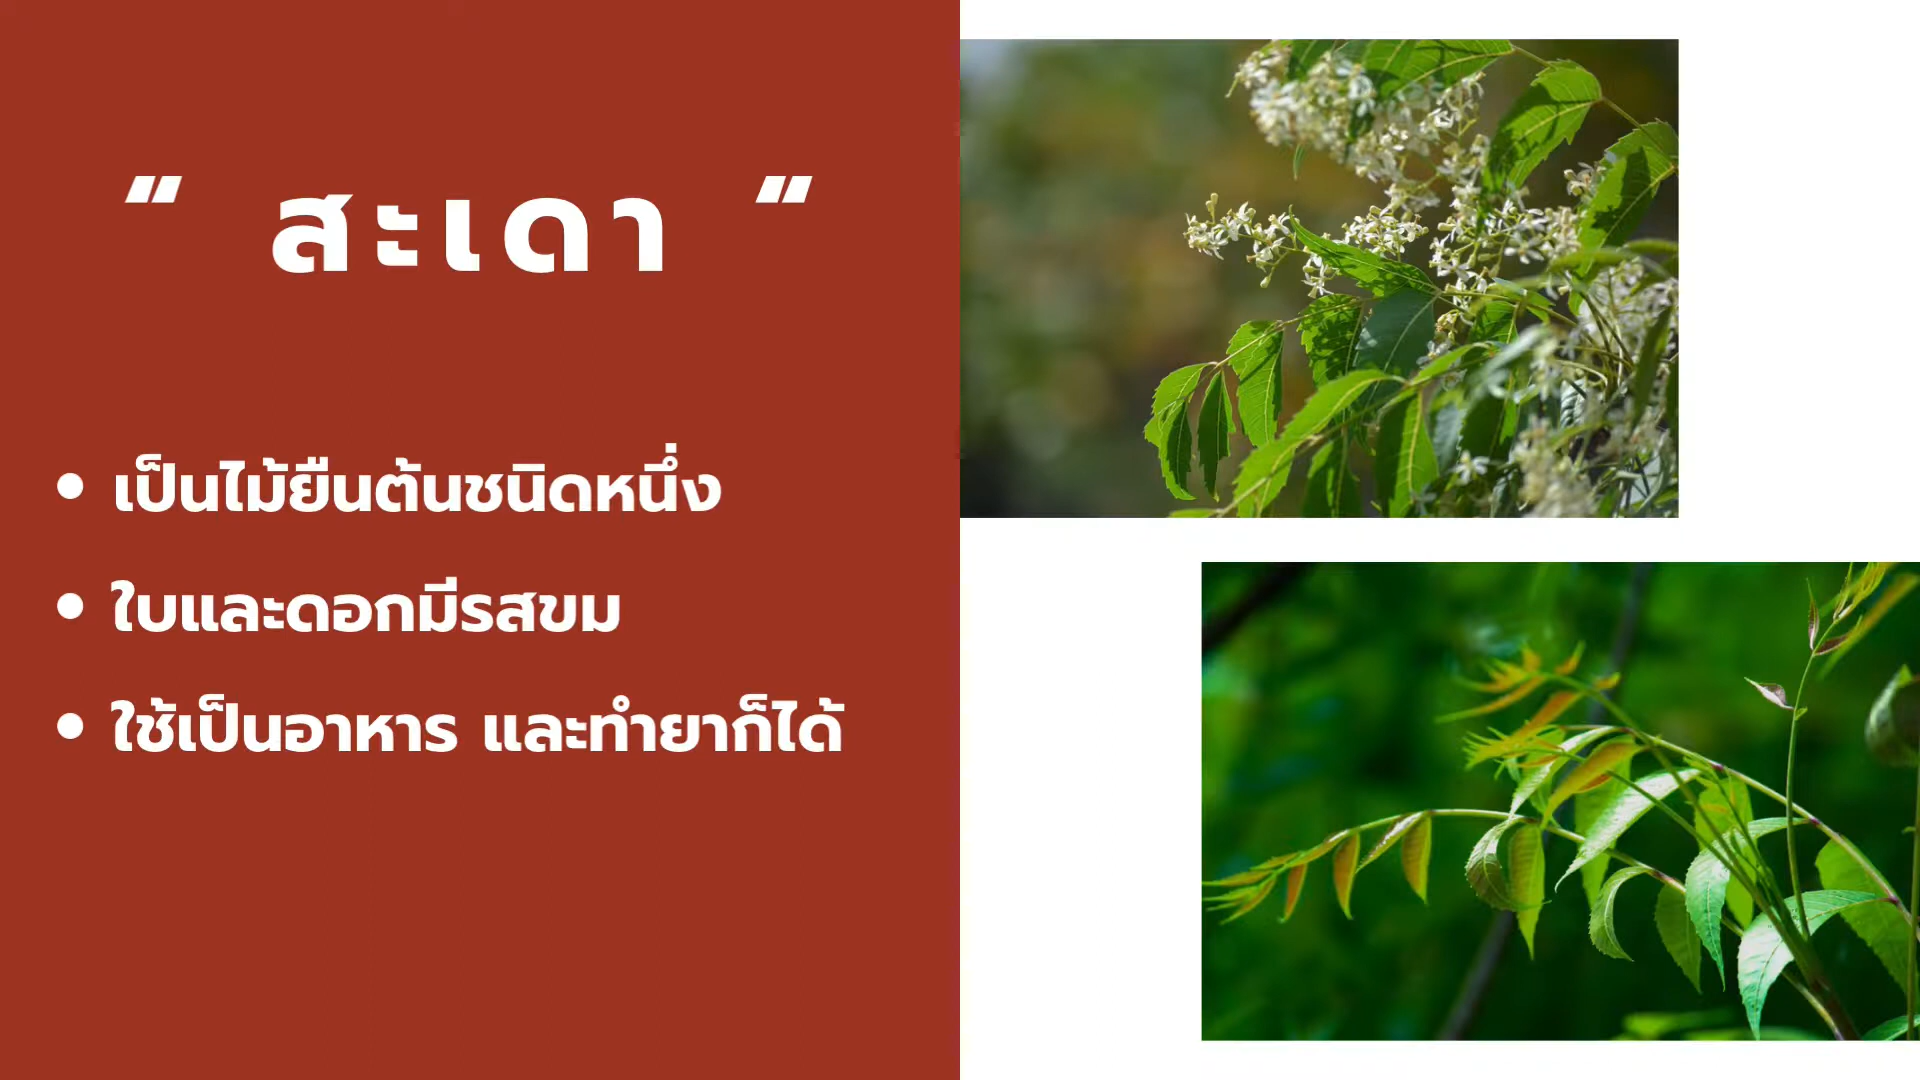 " สะเดา "
• เป็นไม้ยืนต้นชนิดหนึ่ง
• ใบและดอกมีรสขม
• ใช้เป็นอาหาร และทำยาก็ได้